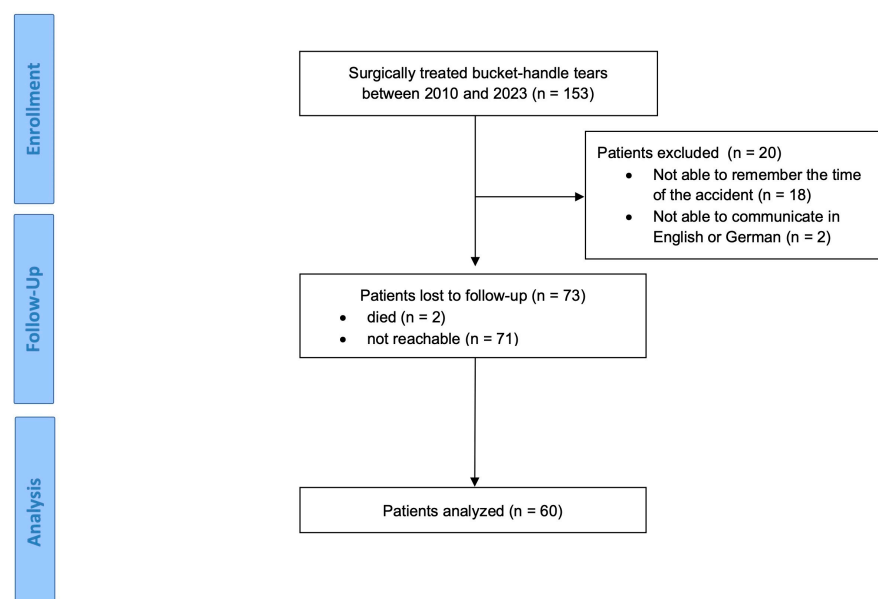 Enrollment
Surgically treated bucket-handle tears
between 2010 and 2023 (n = 153)
Patients excluded (n = 20)
• Not able to remember the time
of the accident (n = 18)
• Not able to communicate in
English or German (n = 2)
Follow-Up
Patients lost to follow-up (n = 73)
• died (n = 2)
• not reachable (n = 71)
Analysis
Patients analyzed (n = 60)